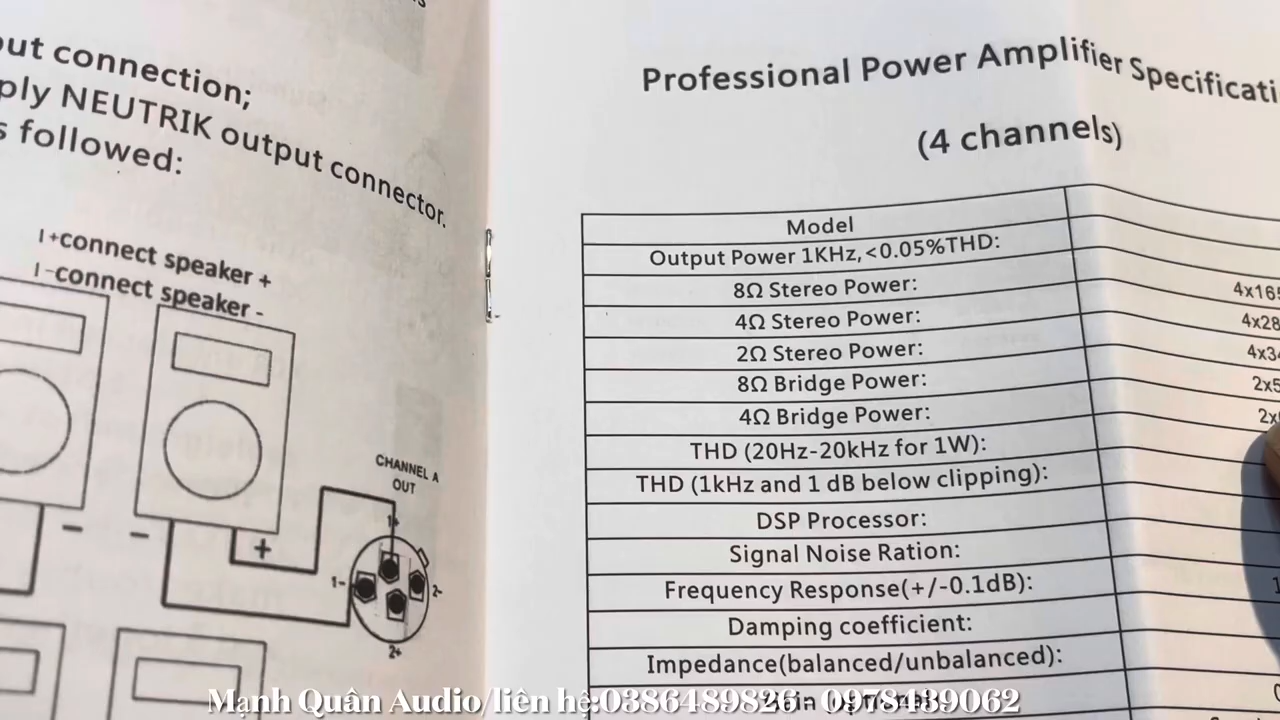 connection;
NEUTRIK output connector.
followed:
1+connect speaker +
1-connect speaker -
CHANNEL A
OUT
1+
1-
2-
2+
-
-
+
Professional Power Amplifier
(4 channels)
Model
Output Power 1KHz,<0.05%THD:
8Ω Stereo Power:
4Ω Stereo Power:
2Ω Stereo Power:
8Ω Bridge Power:
4Ω Bridge Power:
THD (20Hz-20kHz for 1W):
THD (1kHz and 1 dB below clipping):
DSP Processor:
Signal Noise Ration:
Frequency Response(+/-0.1dB):
Damping coefficient:
Impedance(balanced/unbalanced):
Mạnh Quân Audio/liên hệ:0386489826 - 0978489062